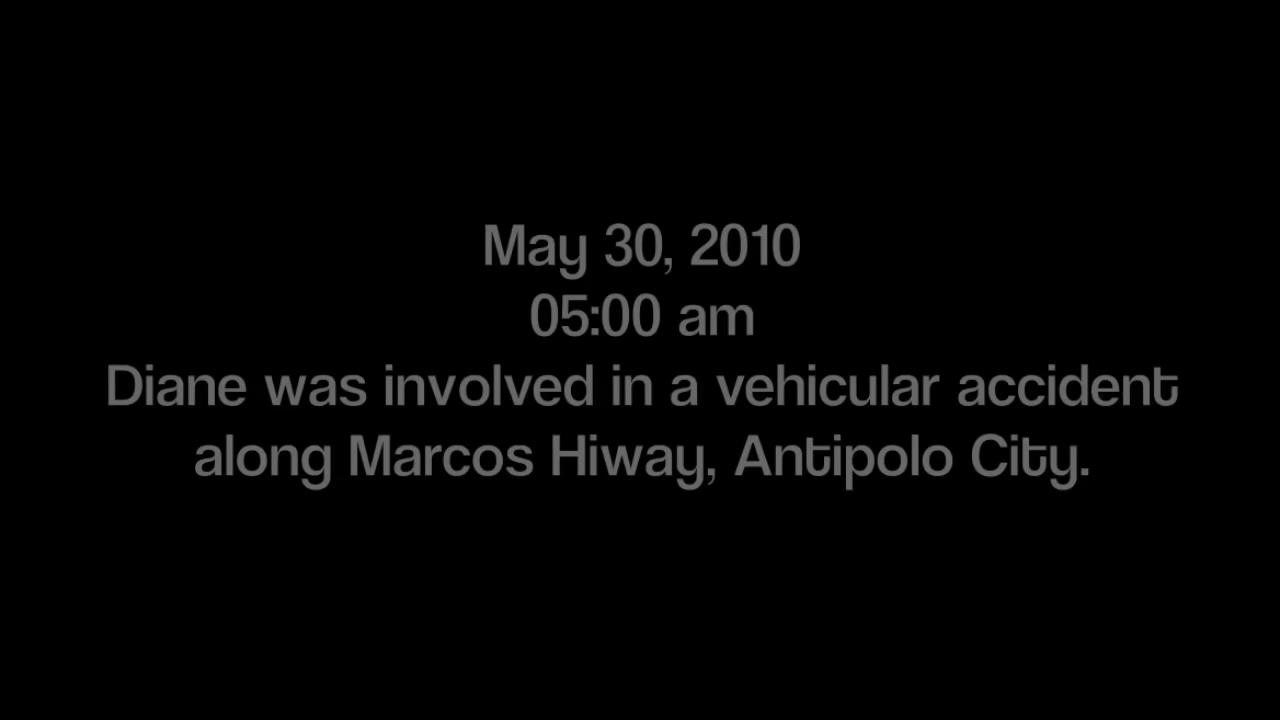 May 30, 2010
05:00 am
Diane was involved in a vehicular accident
along Marcos Hiway, Antipolo City.